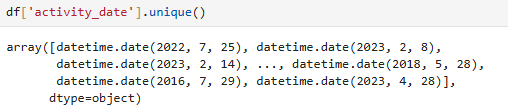 df['activity_date'].unique()
array([datetime.date(2022, 7, 25), datetime.date(2023, 2, 8),
       datetime.date(2023, 2, 14), ..., datetime.date(2018, 5, 28),
       datetime.date(2016, 7, 29), datetime.date(2023, 4, 28)],
      dtype=object)